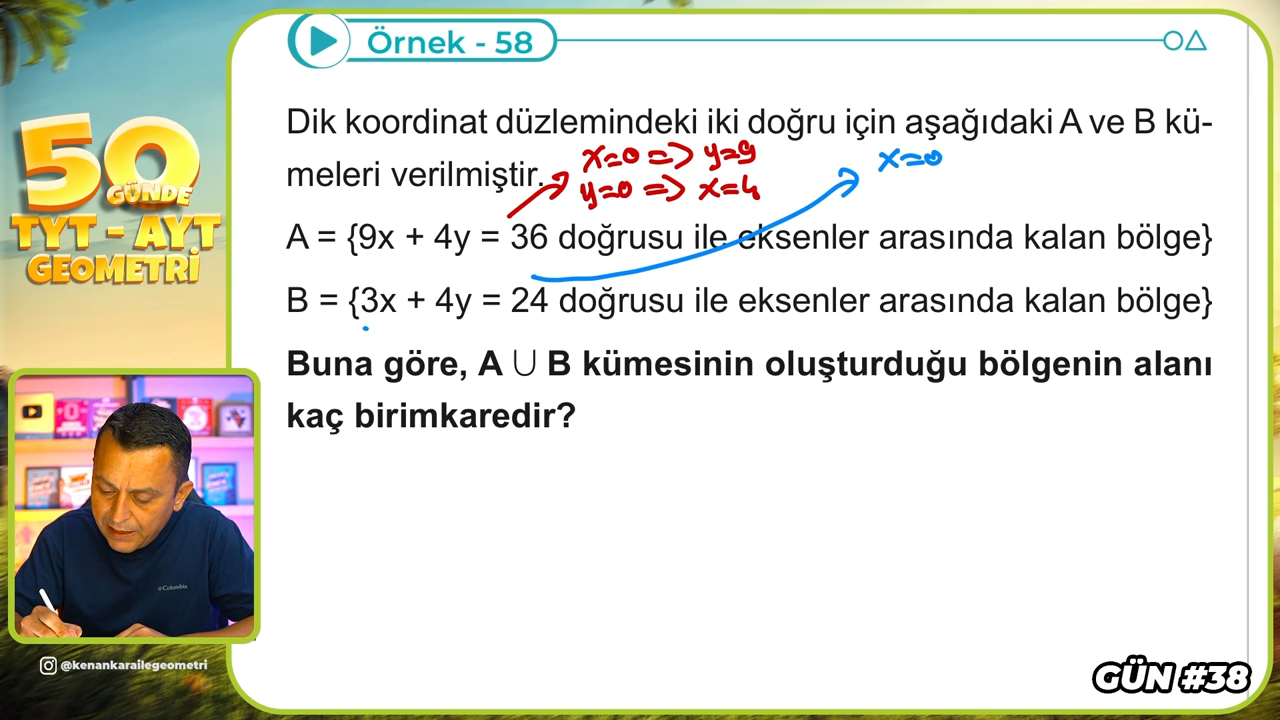 Örnek - 58
50
GÜNDE
TYT - AYT
GEOMETRİ
Dik koordinat düzlemindeki iki doğru için aşağıdaki A ve B kü-
meleri verilmiştir.
x=0 => y=9
y=0 => x=4
x=0
A = {9x + 4y = 36 doğrusu ile eksenler arasında kalan bölge}
B = {3x + 4y = 24 doğrusu ile eksenler arasında kalan bölge}
Buna göre, A ∪ B kümesinin oluşturduğu bölgenin alanı
kaç birimkaredir?
Columbia
@kenankarailegeometri
GÜN #38